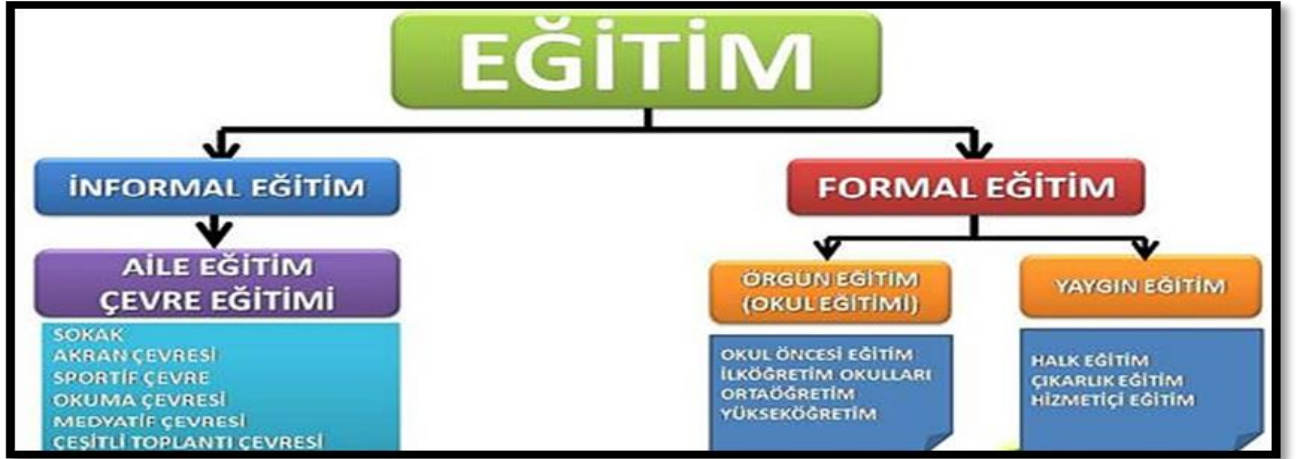 EĞİTİM
İNFORMAL EĞİTİM
AİLE EĞİTİM
ÇEVRE EĞİTİMİ
SOKAK
AKRAN ÇEVRESİ
SPORTİF ÇEVRE
OKUMA ÇEVRESİ
MEDYATİF ÇEVRESİ
ÇEŞİTLİ TOPLANTI ÇEVRESİ
FORMAL EĞİTİM
ÖRGÜN EĞİTİM
(OKUL EĞİTİMİ)
OKUL ÖNCESİ EĞİTİM
İLKÖĞRETİM OKULLARI
ORTAÖĞRETİM
YÜKSEKÖĞRETİM
YAYGIN EĞİTİM
HALK EĞİTİM
ÇIKARLIK EĞİTİM
HİZMETİÇİ EĞİTİM